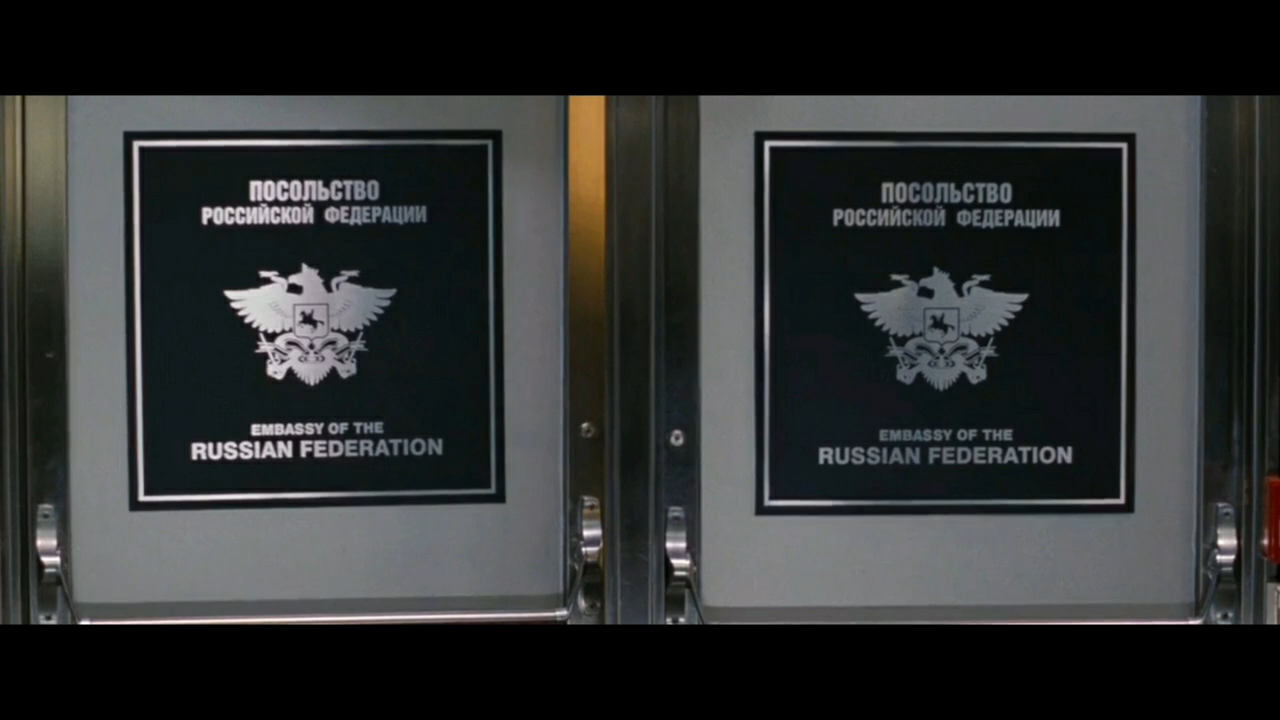 ПОСОЛЬСТВО
РОССИЙСКОЙ ФЕДЕРАЦИИ
EMBASSY OF THE
RUSSIAN FEDERATION
ПОСОЛЬСТВО
РОССИЙСКОЙ ФЕДЕРАЦИИ
EMBASSY OF THE
RUSSIAN FEDERATION